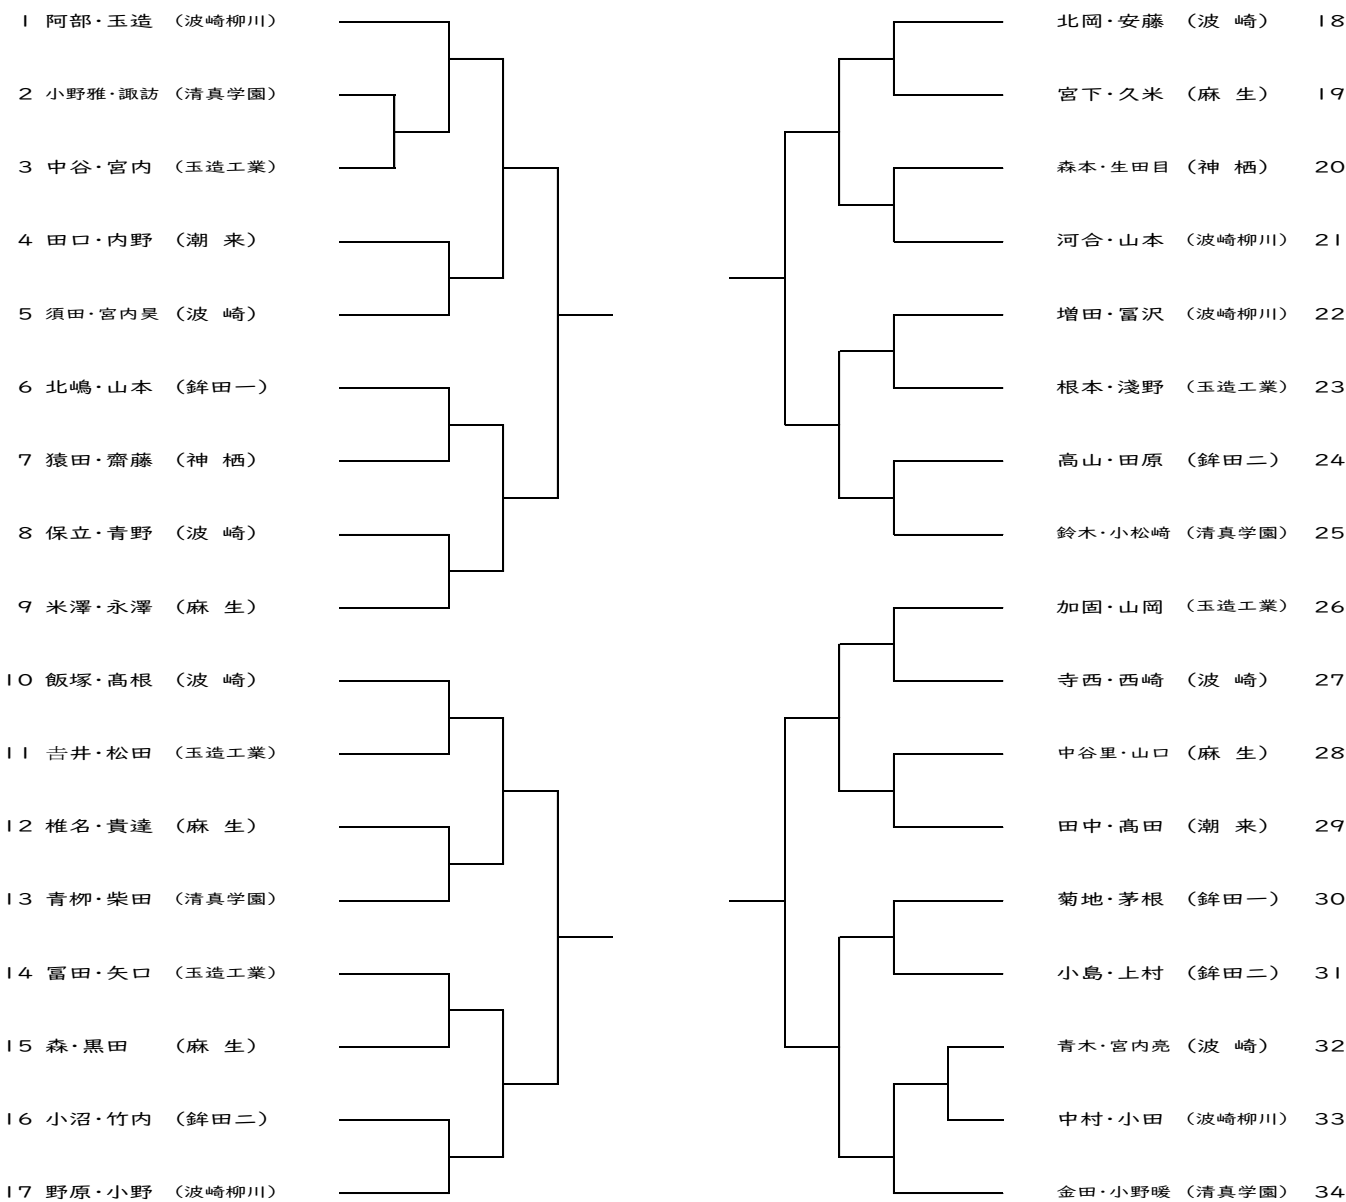 1 阿部・玉造 (波崎柳川)
2 小野雅・諏訪 (清真学園)
3 中谷・宮内 (玉造工業)
4 田口・内野 (潮 来)
5 須田・宮内昊 (波 崎)
6 北嶋・山本 (鉾田一)
7 猿田・齋藤 (神 栖)
8 保立・青野 (波 崎)
9 米澤・永澤 (麻 生)
10 飯塚・髙根 (波 崎)
11 𠮷井・松田 (玉造工業)
12 椎名・貴達 (麻 生)
13 青栁・柴田 (清真学園)
14 冨田・矢口 (玉造工業)
15 森・黒田 (麻 生)
16 小沼・竹内 (鉾田二)
17 野原・小野 (波崎柳川)
北岡・安藤 (波 崎) 18
宮下・久米 (麻 生) 19
森本・生田目 (神 栖) 20
河合・山本 (波崎柳川) 21
増田・冨沢 (波崎柳川) 22
根本・淺野 (玉造工業) 23
高山・田原 (鉾田二) 24
鈴木・小松﨑 (清真学園) 25
加固・山岡 (玉造工業) 26
寺西・西崎 (波 崎) 27
中谷里・山口 (麻 生) 28
田中・髙田 (潮 来) 29
菊地・茅根 (鉾田一) 30
小島・上村 (鉾田二) 31
青木・宮内亮 (波 崎) 32
中村・小田 (波崎柳川) 33
金田・小野暖 (清真学園) 34